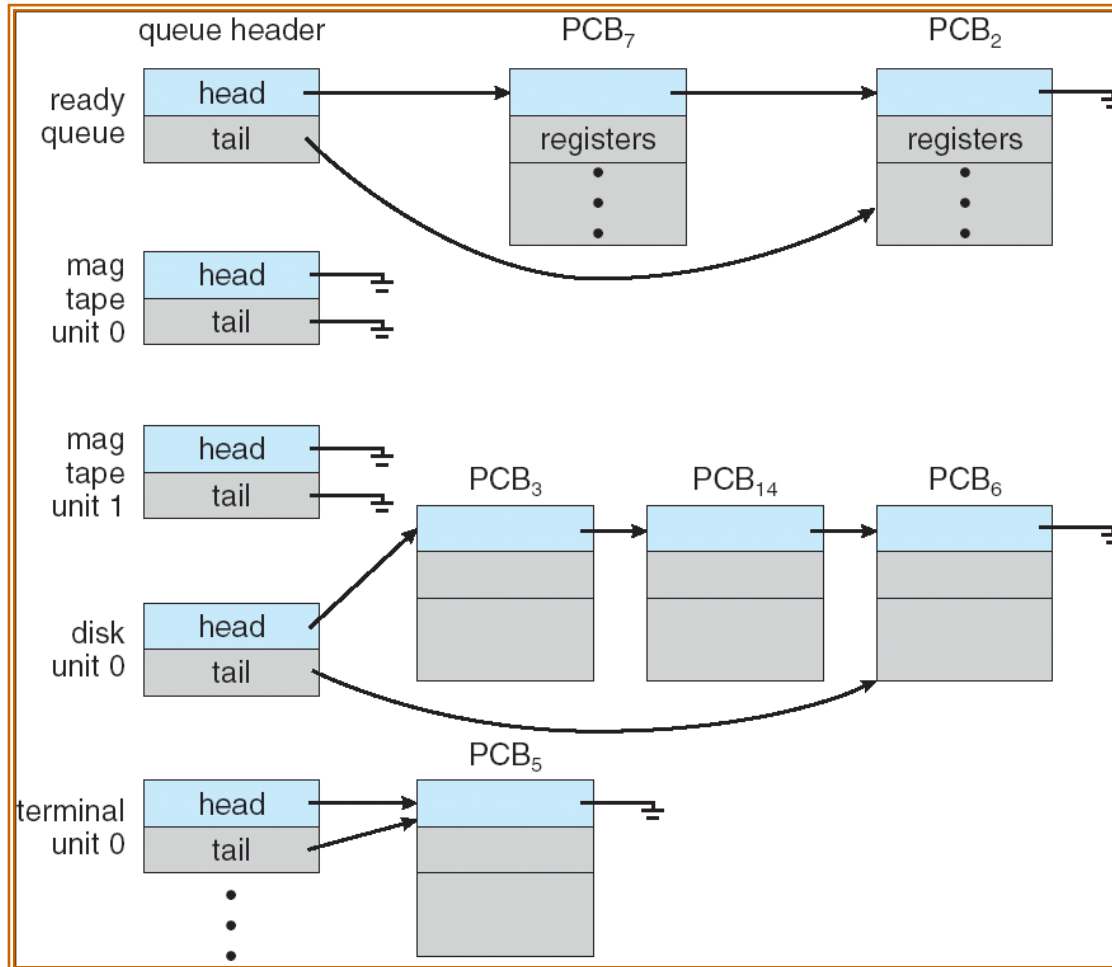 queue header
PCB₇
PCB₂
ready
queue
head
tail
registers
registers
mag
tape
unit 0
head
tail
mag
tape
unit 1
head
tail
PCB₃
PCB₁₄
PCB₆
disk
unit 0
head
tail
PCB₅
terminal
unit 0
head
tail